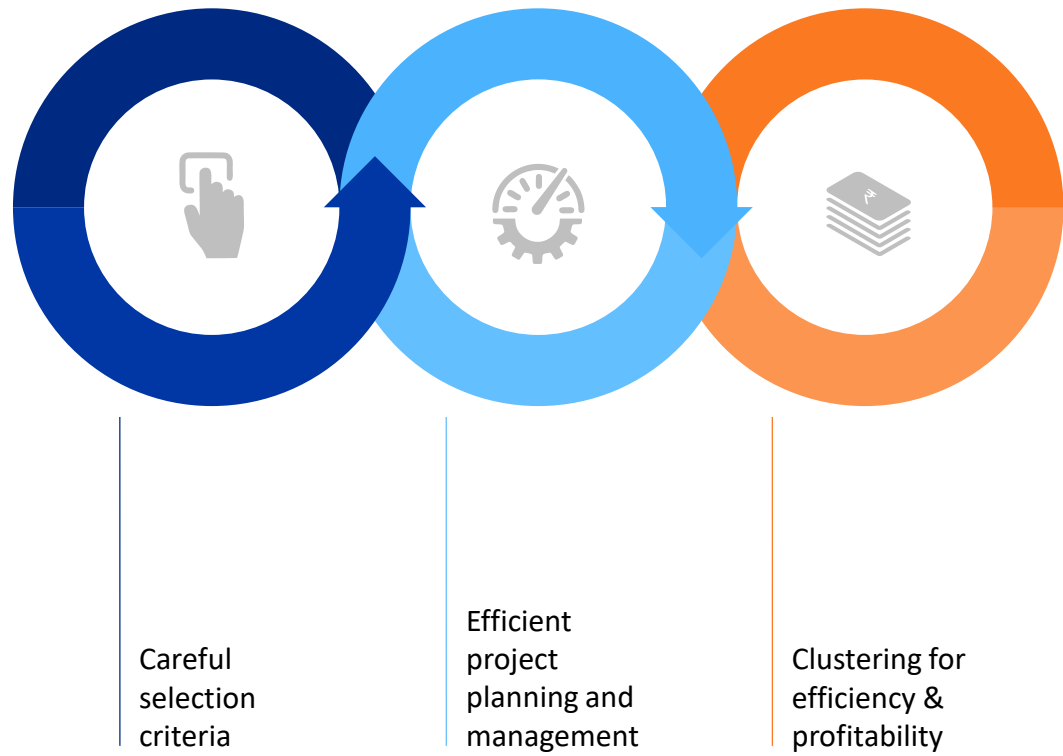 Careful
selection
criteria
Efficient
project
planning and
management
Clustering for
efficiency &
profitability
₹